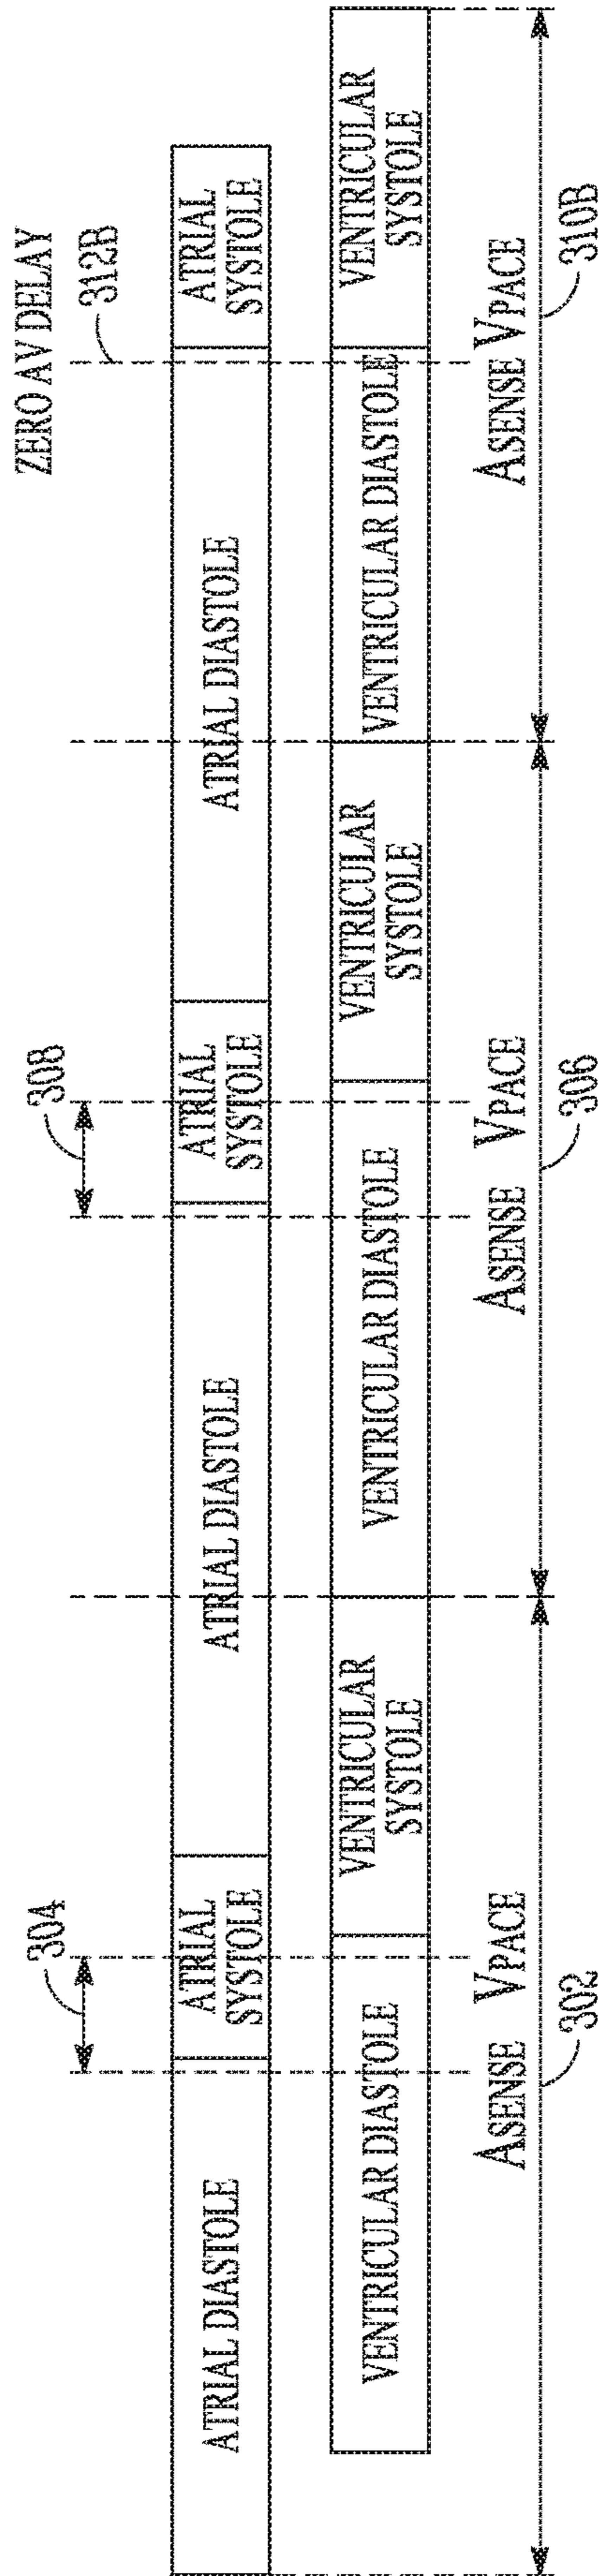 ZERO AV DELAY
304
308
312B
ATRIAL DIASTOLE
ATRIAL
SYSTOLE
ATRIAL DIASTOLE
ATRIAL
SYSTOLE
ATRIAL DIASTOLE
ATRIAL
SYSTOLE
VENTRICULAR DIASTOLE
VENTRICULAR
SYSTOLE
VENTRICULAR DIASTOLE
VENTRICULAR
SYSTOLE
VENTRICULAR DIASTOLE
VENTRICULAR
SYSTOLE
ASENSE VPACE
ASENSE VPACE
ASENSE VPACE
302
306
310B